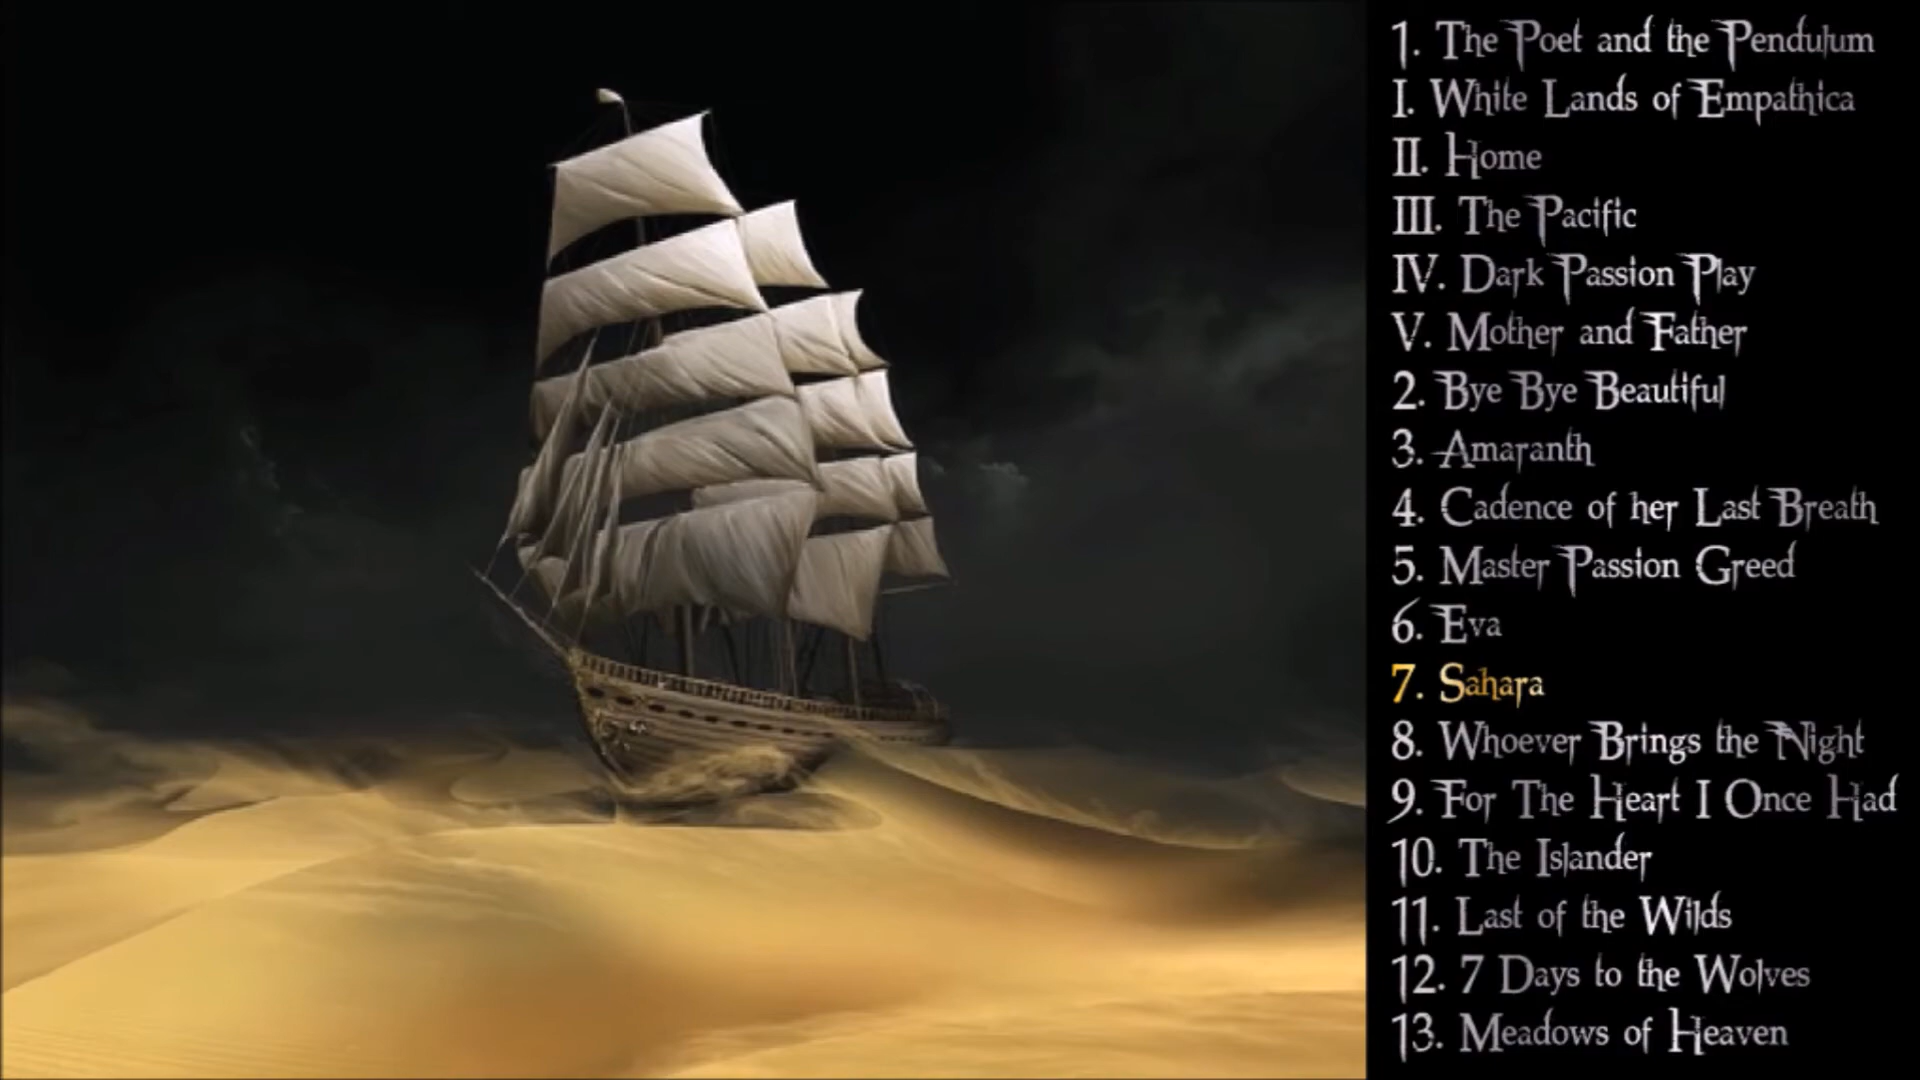 1. The Poet and the Pendulum
I. White Lands of Empathica
II. Home
III. The Pacific
IV. Dark Passion Play
V. Mother and Father
2. Bye Bye Beautiful
3. Amaranth
4. Cadence of her Last Breath
5. Master Passion Greed
6. Eva
7. Sahara
8. Whoever Brings the Night
9. For The Heart I Once Had
10. The Islander
11. Last of the Wilds
12. 7 Days to the Wolves
13. Meadows of Heaven